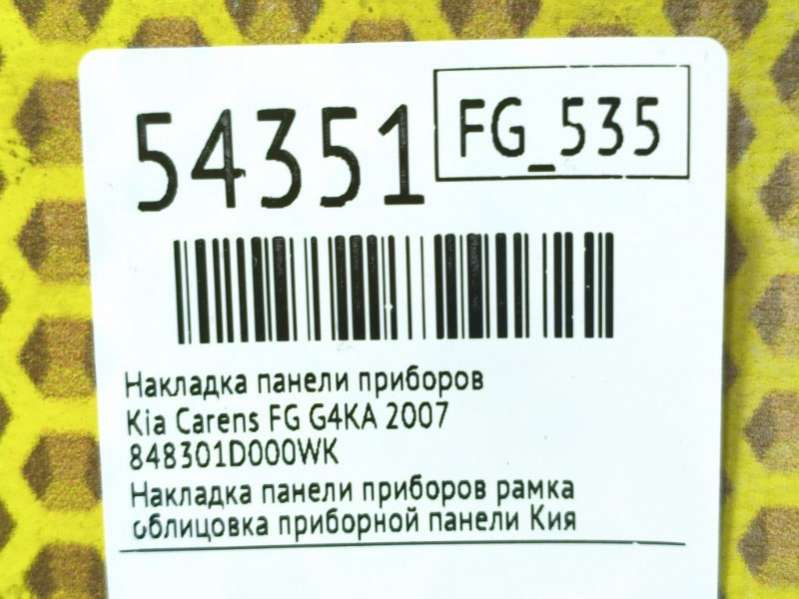 54351
FG_535
Накладка панели приборов
Kia Carens FG G4KA 2007
848301D000WK
Накладка панели приборов рамка
облицовка приборной панели Кия